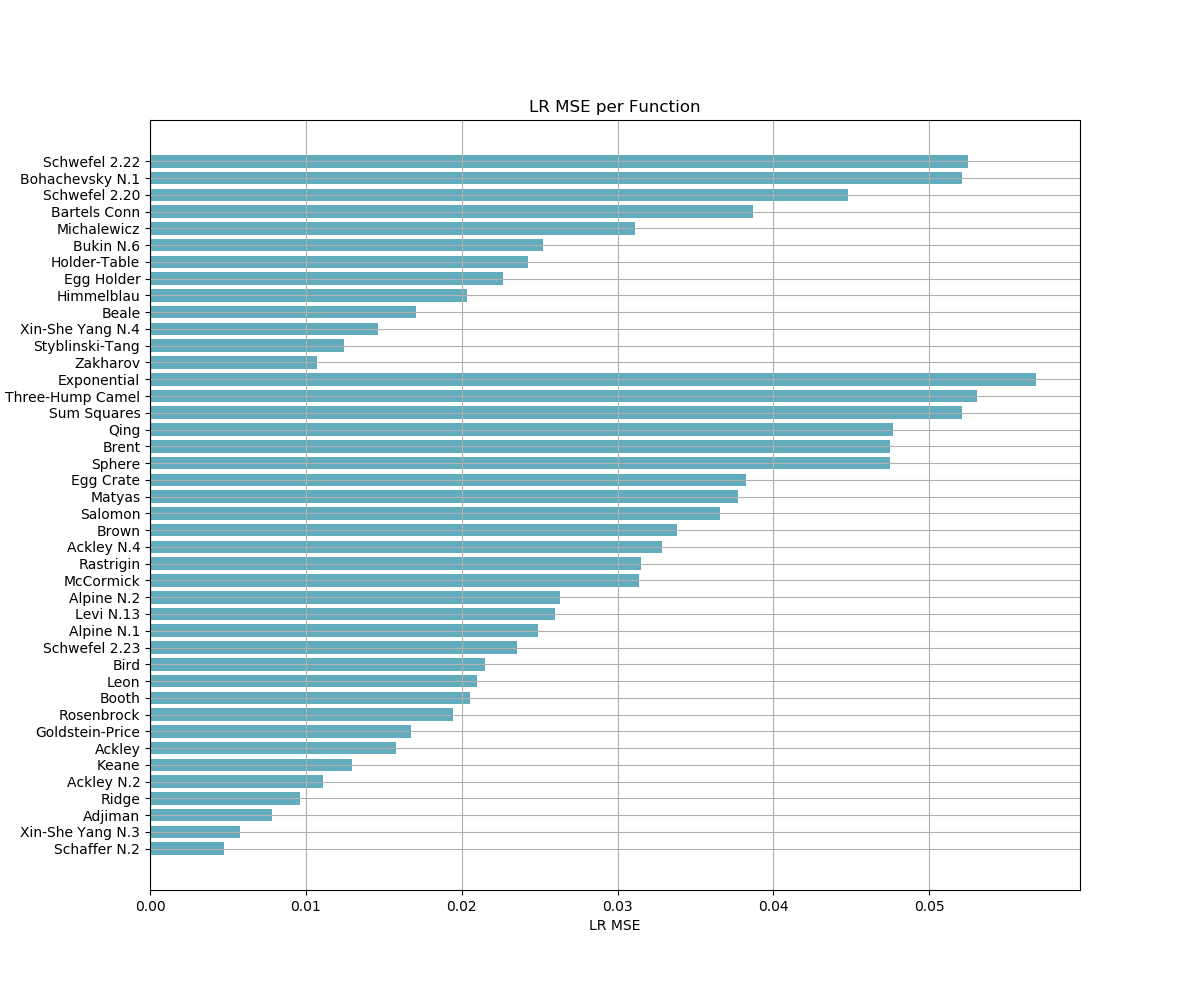 LR MSE per Function
Schwefel 2.22
Bohachevsky N.1
Schwefel 2.20
Bartels Conn
Michalewicz
Bukin N.6
Holder-Table
Egg Holder
Himmelblau
Beale
Xin-She Yang N.4
Styblinski-Tang
Zakharov
Exponential
Three-Hump Camel
Sum Squares
Qing
Brent
Sphere
Egg Crate
Matyas
Salomon
Brown
Ackley N.4
Rastrigin
McCormick
Alpine N.2
Levi N.13
Alpine N.1
Schwefel 2.23
Bird
Leon
Booth
Rosenbrock
Goldstein-Price
Ackley
Keane
Ackley N.2
Ridge
Adjiman
Xin-She Yang N.3
Schaffer N.2
0.00 0.01 0.02 0.03 0.04 0.05
LR MSE